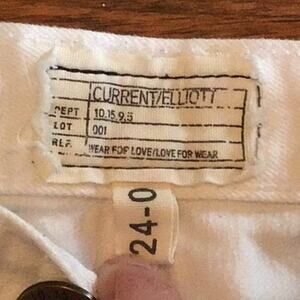 CURRENT/ELLIOTT
DEPT 10.15.9.5
LOT 001
REF. WEAR FOR LOVE/LOVE FOR WEAR
24-0